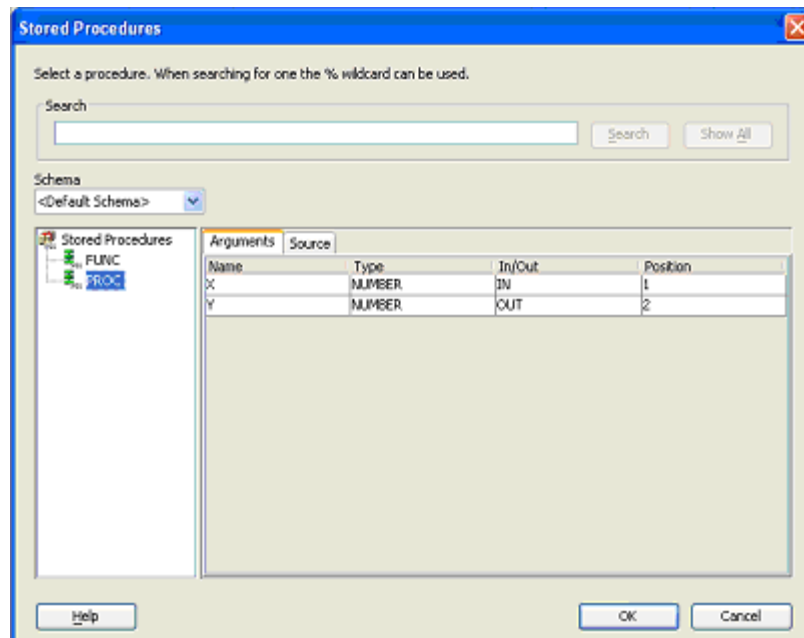 Stored Procedures
Select a procedure. When searching for one the % wildcard can be used.
Search
Search Show All
Schema
<Default Schema>
Stored Procedures
FUNC
PROC
Arguments Source
Name Type In/Out Position
X NUMBER IN 1
Y NUMBER OUT 2
Help OK Cancel